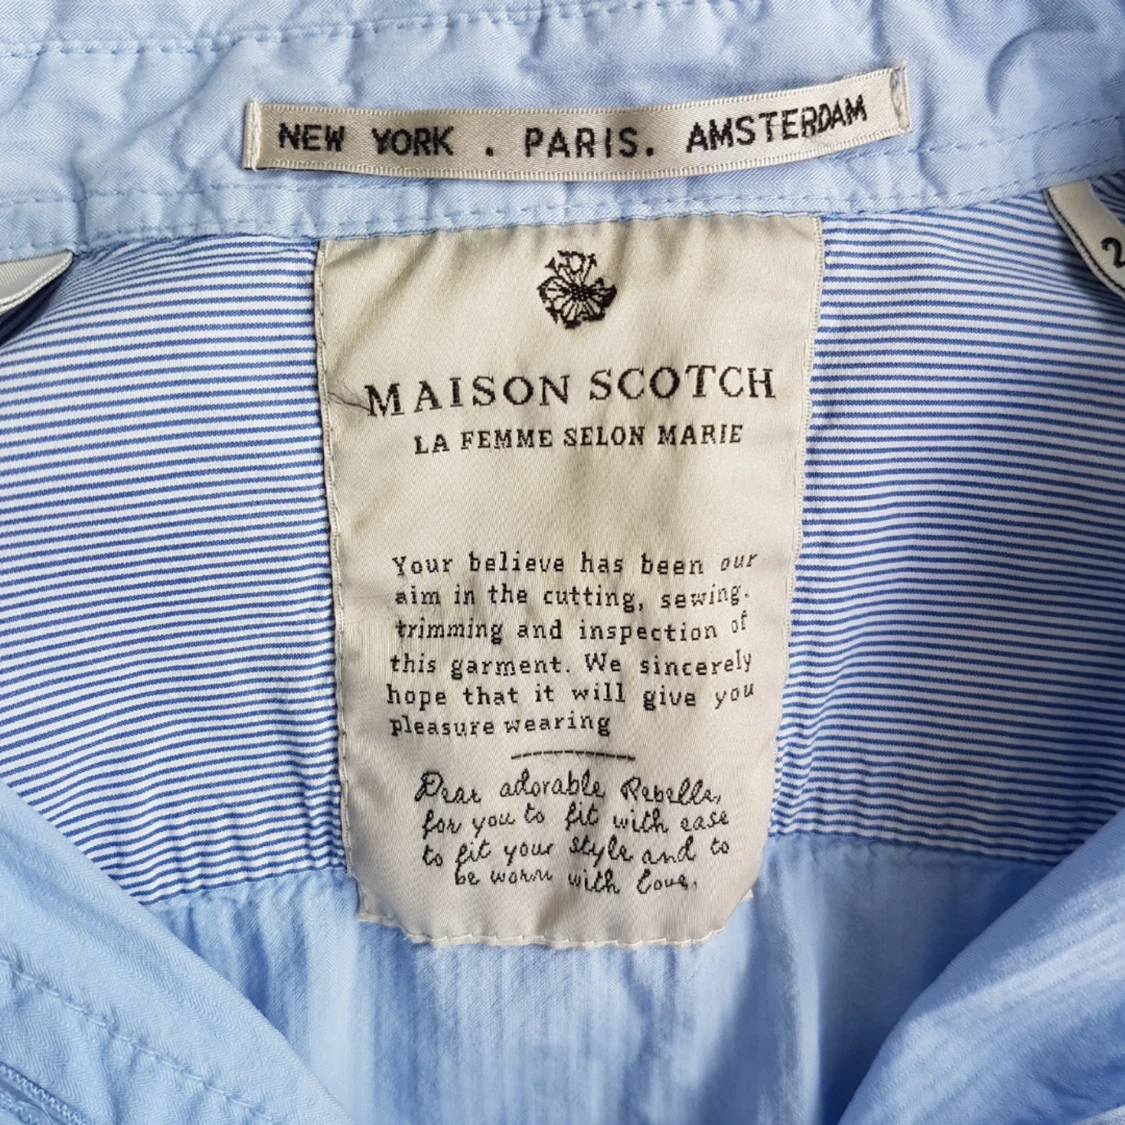 NEW YORK . PARIS. AMSTERDAM
2
MAISON SCOTCH
LA FEMME SELON MARIE
Your believe has been our
aim in the cutting, sewing.
trimming and inspection of
this garment. We sincerely
hope that it will give you
pleasure wearing
Dear adorable Rebelle,
for you to fit with ease
to fit your style and to
be worn with love.